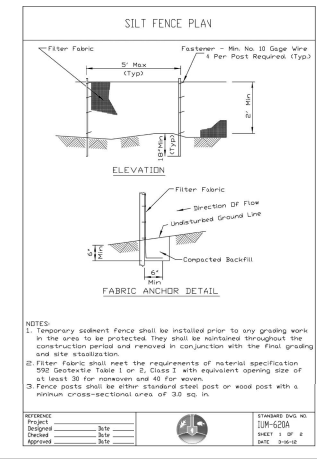 SILT FENCE PLAN
Filter Fabric
Fastener - Min. No. 10 Gage Wire
4 Per Post Required. (Typ.)
5' Max
(Typ)
2' Min
18" Min
(Typ)
ELEVATION
Filter Fabric
Direction Of Flow
Undisturbed Ground Line
6"
Min
Compacted Backfill
6"
Min
FABRIC ANCHOR DETAIL
NOTES:
1. Temporary sediment fence shall be installed prior to any grading work
in the area to be protected. They shall be maintained throughout the
construction period and removed in conjunction with the final grading
and site stabilization.
2. Filter Fabric shall meet the requirements of material specification
592 Geotextile Table 1 or 2, Class I with equivalent opening size of
at least 30 for nonwoven and 40 for woven.
3. Fence posts shall be either standard steel post or wood post with a
minimum cross-sectional area of 3.0 sq. in.
REFERENCE
Project
Designed Date
Checked Date
Approved Date
STANDARD DWG. NO.
IUM-620A
SHEET 1 OF 2
DATE 3-16-12